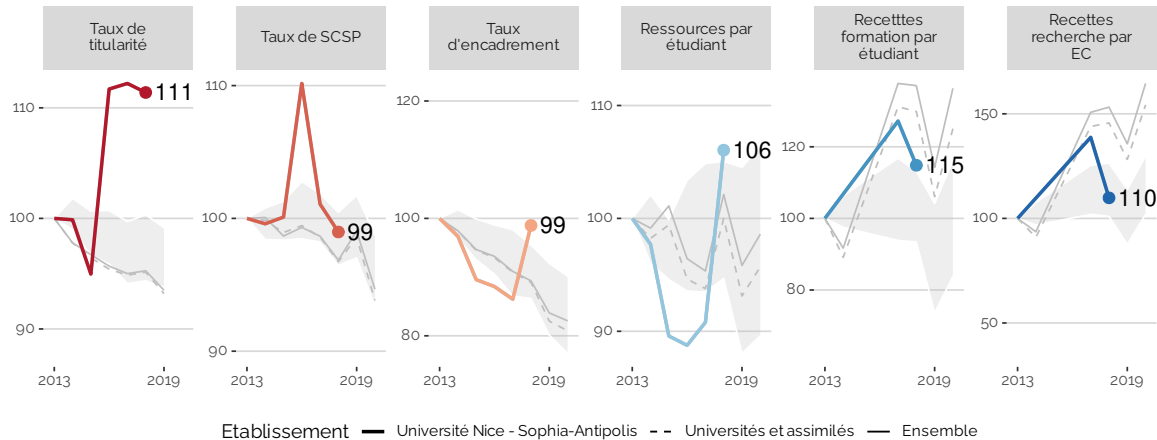 Taux de
titularité
Taux de SCSP
Taux
d'encadrement
Ressources par
étudiant
Recetttes
formation par
étudiant
Recettes
recherche par
EC
110
100
90
111
2013
2019
110
100
90
99
2013
2019
120
100
80
99
2013
2019
110
100
90
106
2013
2019
120
100
80
115
2013
2019
150
100
50
110
2013
2019
Etablissement
Université Nice - Sophia-Antipolis
Universités et assimilés
Ensemble